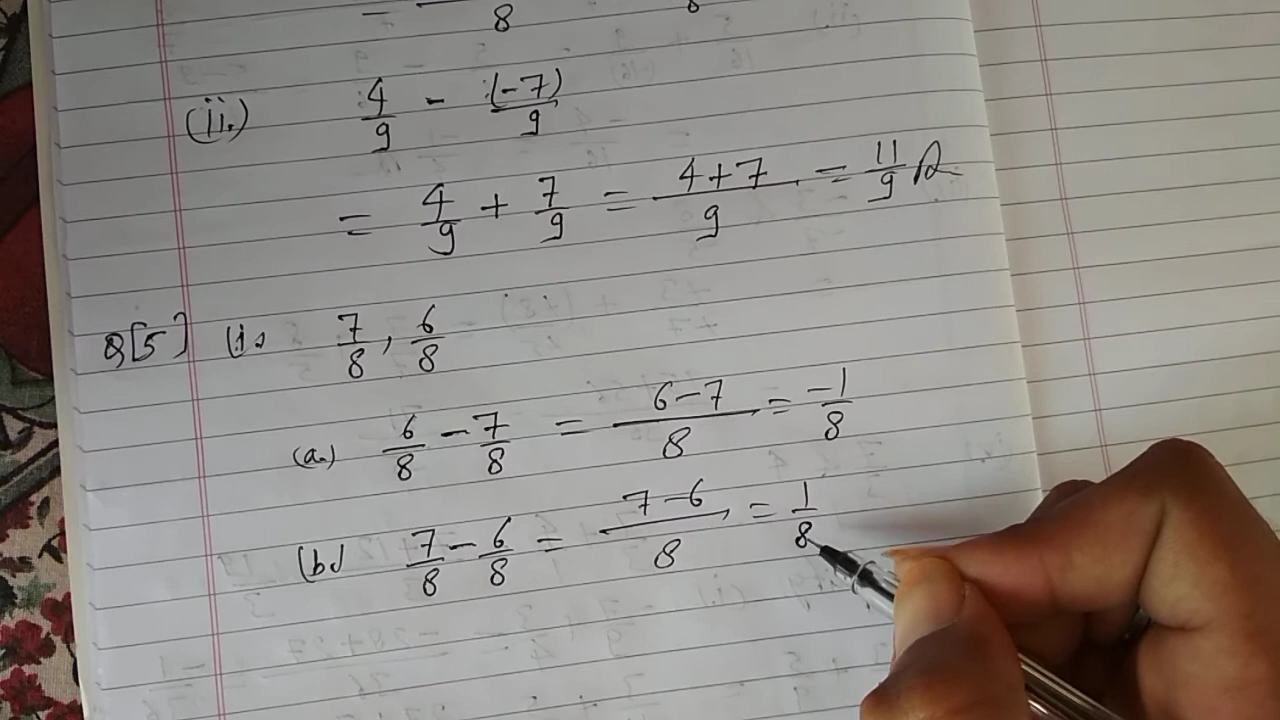 8 8
(ii.) 4/9 - (-7)/9
= 4/9 + 7/9 = 4+7/9 = 11/9
Q[5] (i) 7/8, 6/8
(a.) 6/8 - 7/8 = 6-7/8 = -1/8
(b) 7/8 - 6/8 = 7-6/8 = 1/8